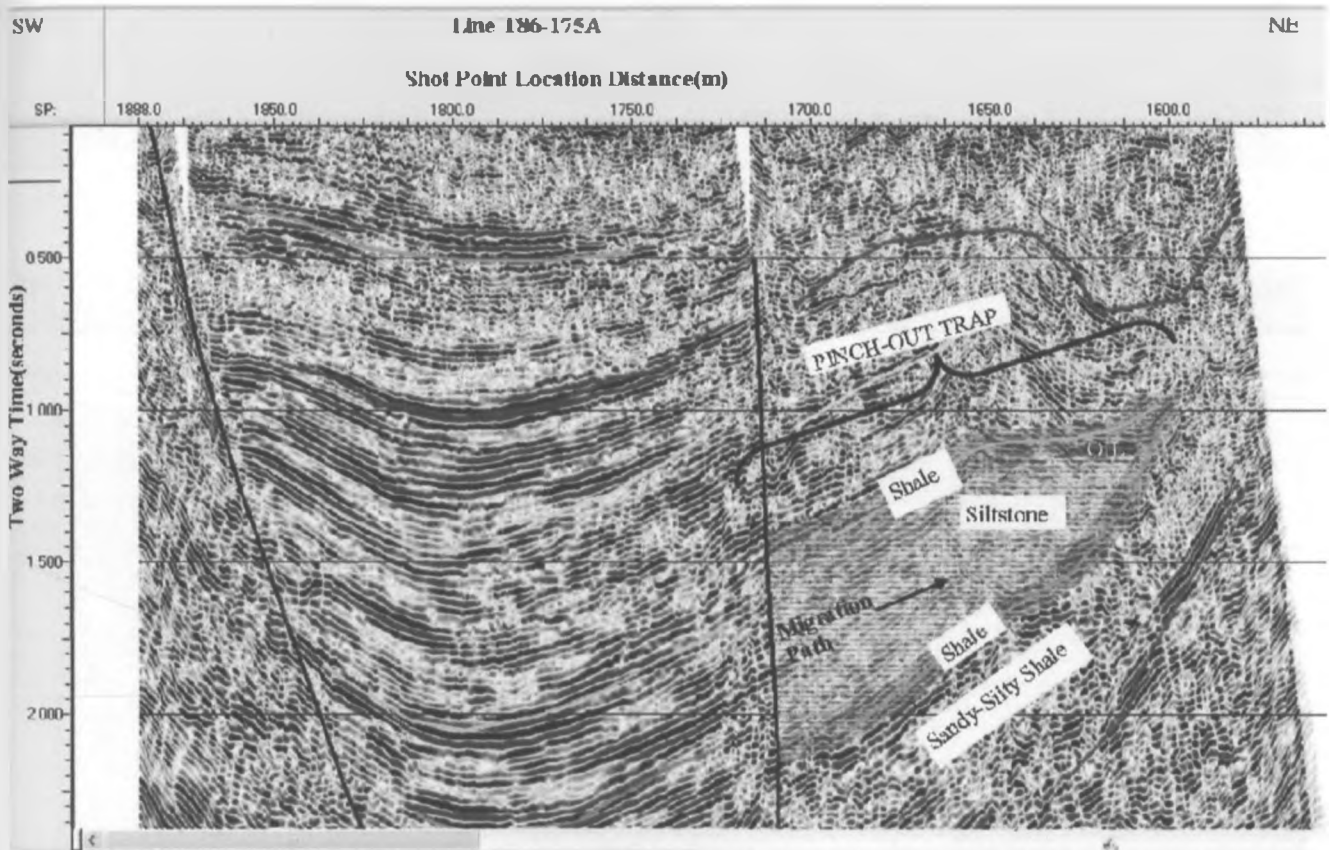 SW
Line 186-175A
NE
Shot Point Location Distance(m)
SP:
1898.0
1850.0
1800.0
1750.0
1700.0
1650.0
1600.0
Two Way Time(seconds)
0.500
1.000
1.500
2.000
PINCH-OUT TRAP
OIL
Shale
Siltstone
Migration
Path
Shale
Sandy-Silty Shale